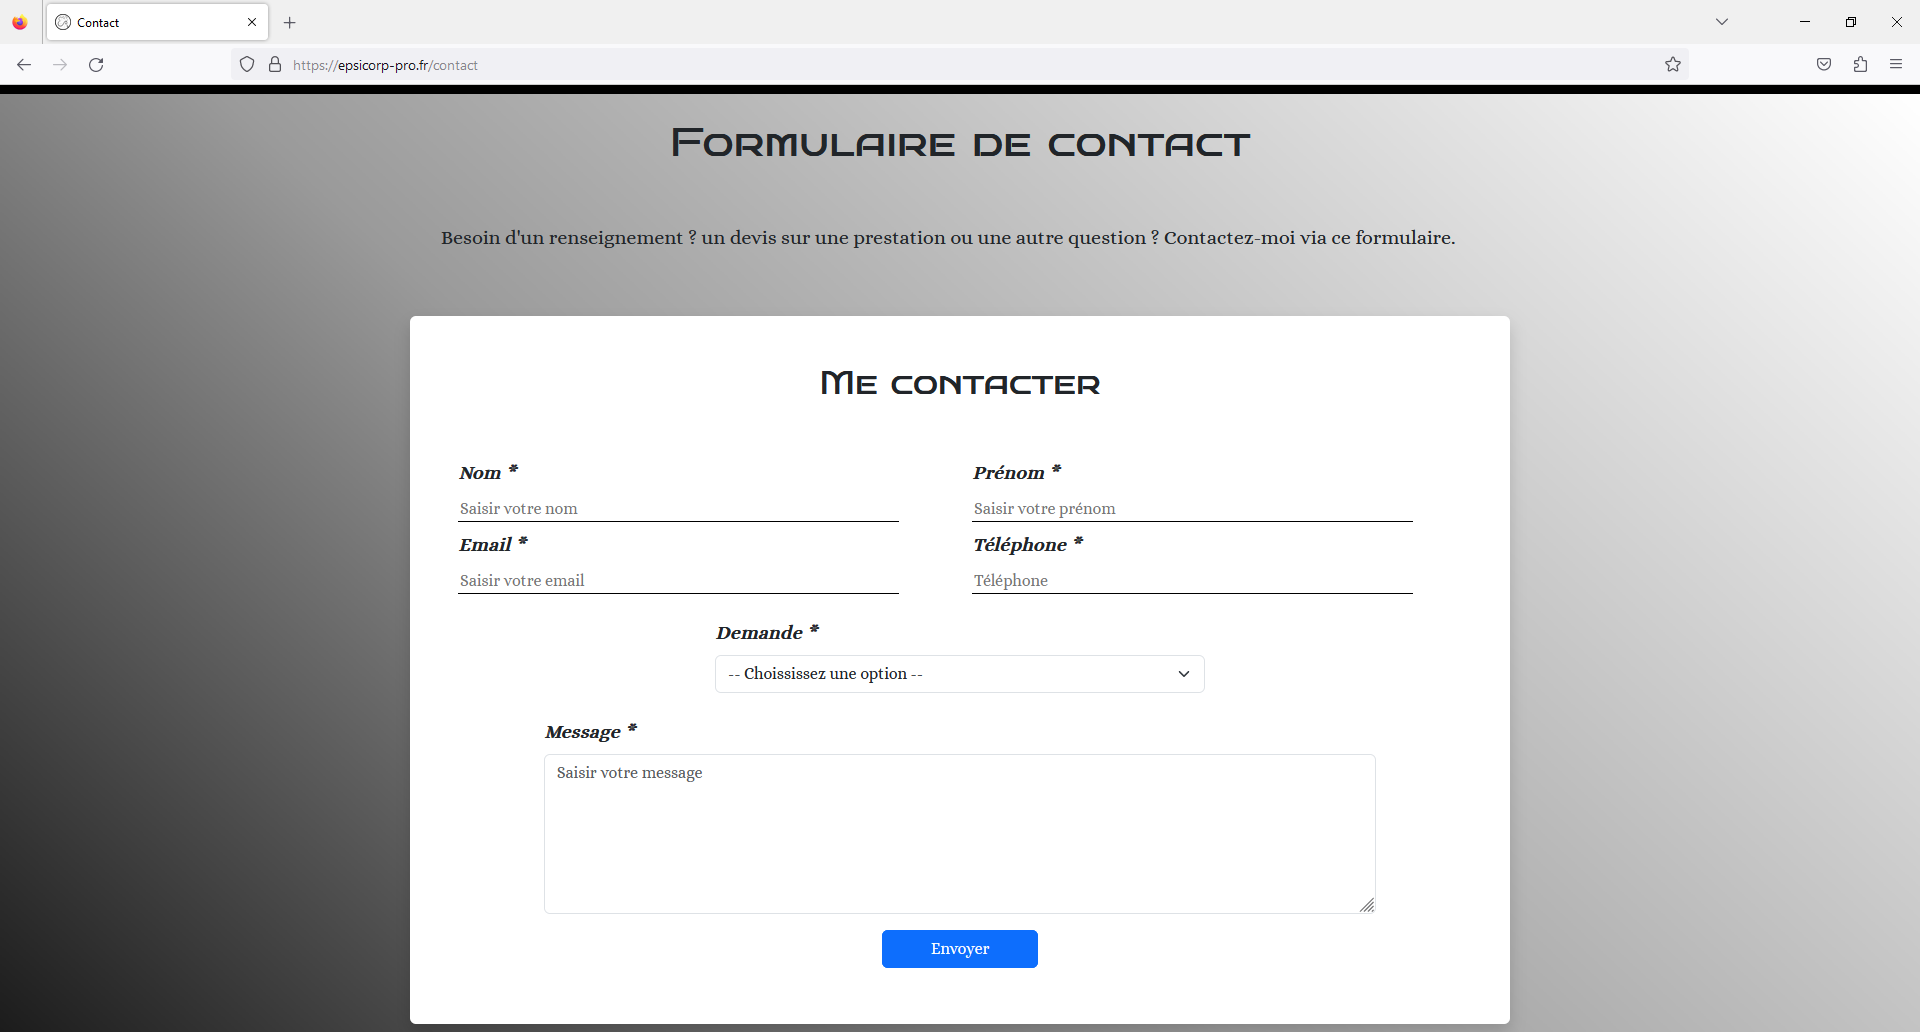 Contact
https://epsicorp-pro.fr/contact
Formulaire de contact
Besoin d'un renseignement ? un devis sur une prestation ou une autre question ? Contactez-moi via ce formulaire.
Me contacter
Nom * Prénom *
Saisir votre nom Saisir votre prénom
Email * Téléphone *
Saisir votre email Téléphone
Demande *
-- Choississez une option --
Message *
Saisir votre message
Envoyer